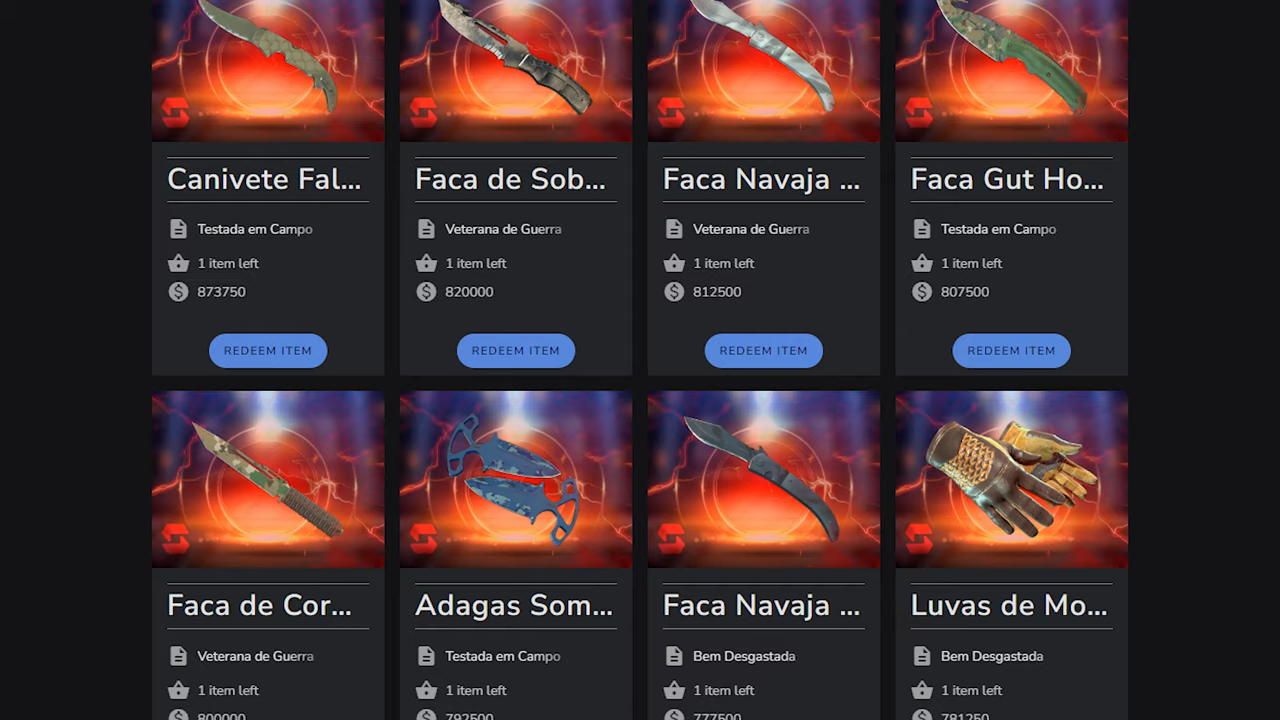 Canivete Fal...
Testada em Campo
1 item left
873750
REDEEM ITEM
Faca de Sob...
Veterana de Guerra
1 item left
820000
REDEEM ITEM
Faca Navaja ...
Veterana de Guerra
1 item left
812500
REDEEM ITEM
Faca Gut Ho...
Testada em Campo
1 item left
807500
REDEEM ITEM
Faca de Cor...
Veterana de Guerra
1 item left
800000
Adagas Som...
Testada em Campo
1 item left
792500
Faca Navaja ...
Bem Desgastada
1 item left
777500
Luvas de Mo...
Bem Desgastada
1 item left
781250